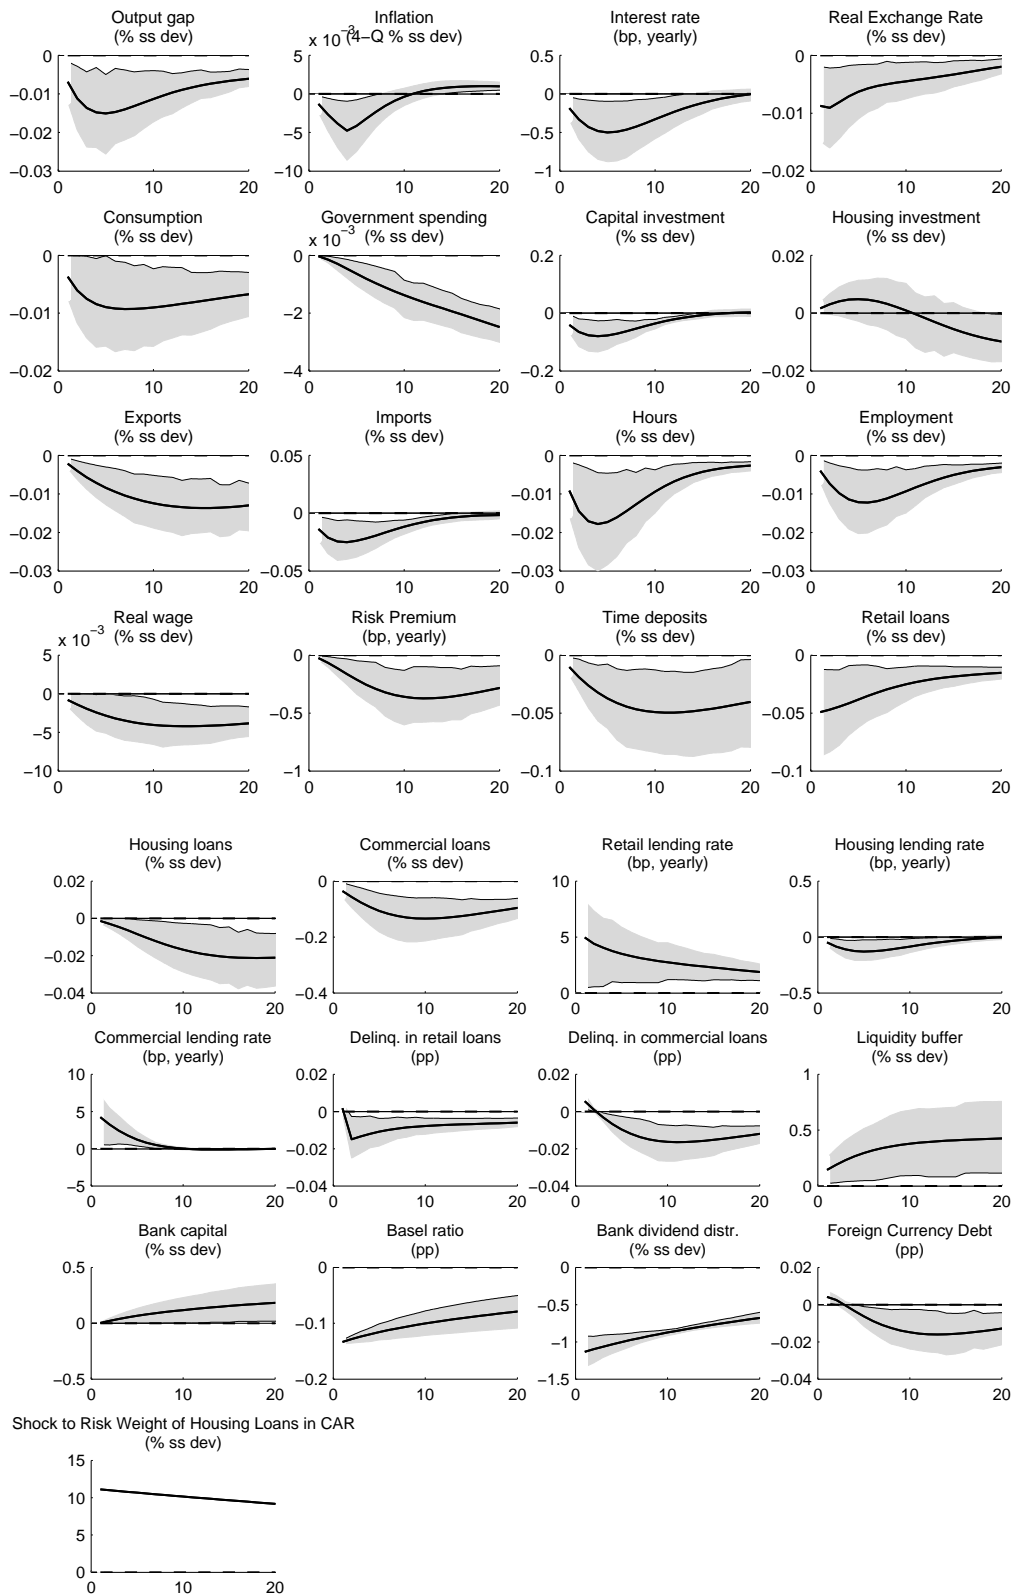 Output gap
(% ss dev)
0
−0.01
−0.02
−0.03
0 10 20
Inflation
x 10−3
(4−Q % ss dev)
5
0
−5
−10
0 10 20
Interest rate
(bp, yearly)
0.5
0
−0.5
−1
0 10 20
Real Exchange Rate
(% ss dev)
0
−0.01
−0.02
0 10 20
Consumption
(% ss dev)
0
−0.01
−0.02
0 10 20
Government spending
x 10−3
(% ss dev)
0
−2
−4
0 10 20
Capital investment
(% ss dev)
0.2
0
−0.2
0 10 20
Housing investment
(% ss dev)
0.02
0
−0.02
0 10 20
Exports
(% ss dev)
0
−0.01
−0.02
−0.03
0 10 20
Imports
(% ss dev)
0.05
0
−0.05
0 10 20
Hours
(% ss dev)
0
−0.01
−0.02
−0.03
0 10 20
Employment
(% ss dev)
0
−0.01
−0.02
−0.03
0 10 20
Real wage
x 10−3
(% ss dev)
5
0
−5
−10
0 10 20
Risk Premium
(bp, yearly)
0
−0.5
−1
0 10 20
Time deposits
(% ss dev)
0
−0.05
−0.1
0 10 20
Retail loans
(% ss dev)
0
−0.05
−0.1
0 10 20
Housing loans
(% ss dev)
0.02
0
−0.02
−0.04
0 10 20
Commercial loans
(% ss dev)
0
−0.2
−0.4
0 10 20
Retail lending rate
(bp, yearly)
10
5
0
0 10 20
Housing lending rate
(bp, yearly)
0.5
0
−0.5
0 10 20
Commercial lending rate
(bp, yearly)
10
5
0
−5
0 10 20
Delinq. in retail loans
(pp)
0.02
0
−0.02
−0.04
0 10 20
Delinq. in commercial loans
(pp)
0.02
0
−0.02
−0.04
0 10 20
Liquidity buffer
(% ss dev)
1
0.5
0
0 10 20
Bank capital
(% ss dev)
0.5
0
−0.5
0 10 20
Basel ratio
(pp)
0
−0.1
−0.2
0 10 20
Bank dividend distr.
(% ss dev)
0
−0.5
−1
−1.5
0 10 20
Foreign Currency Debt
(pp)
0.02
0
−0.02
−0.04
0 10 20
Shock to Risk Weight of Housing Loans in CAR
(% ss dev)
15
10
5
0
0 10 20